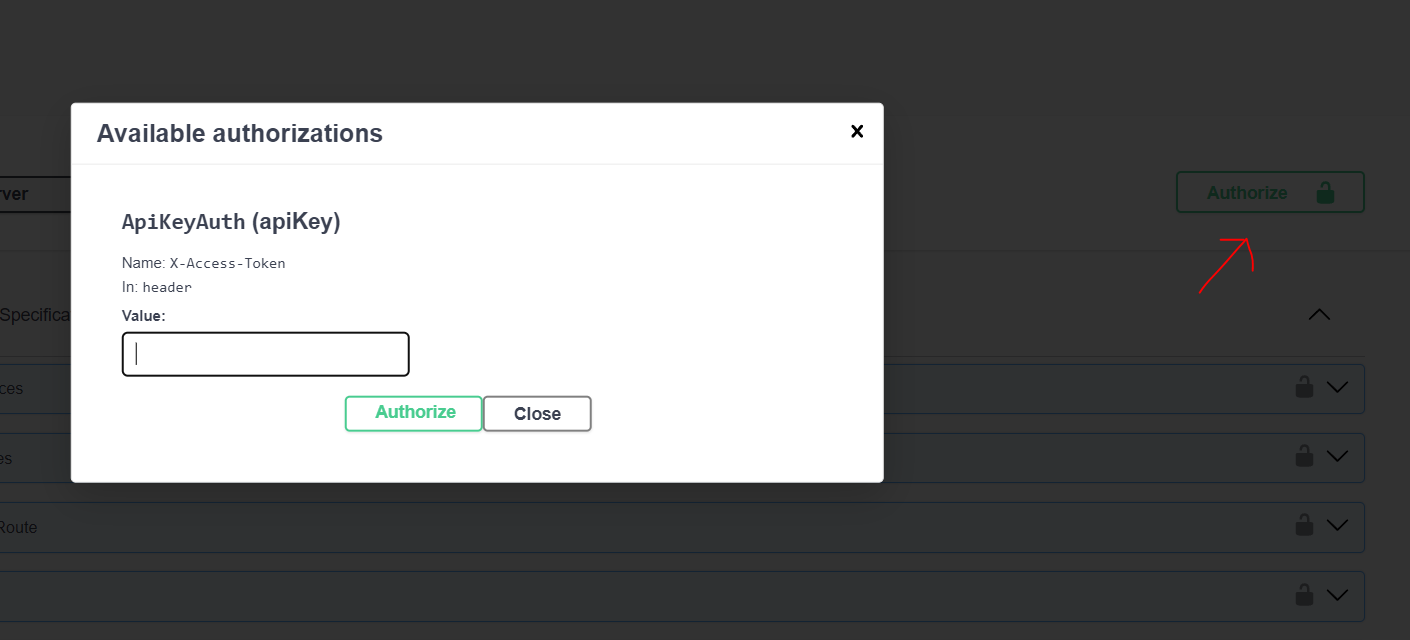 Available authorizations
ApiKeyAuth (apiKey)
Name: X-Access-Token
In: header
Value:
Authorize
Close
rver
Authorize
Specifica
ces
es
Route